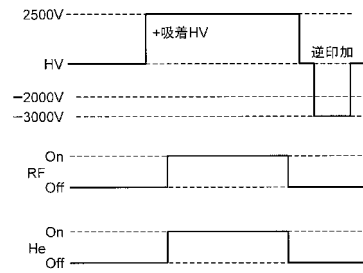 2500V
+吸着HV
逆印加
HV
−2000V
−3000V
On
RF
Off
On
He
Off